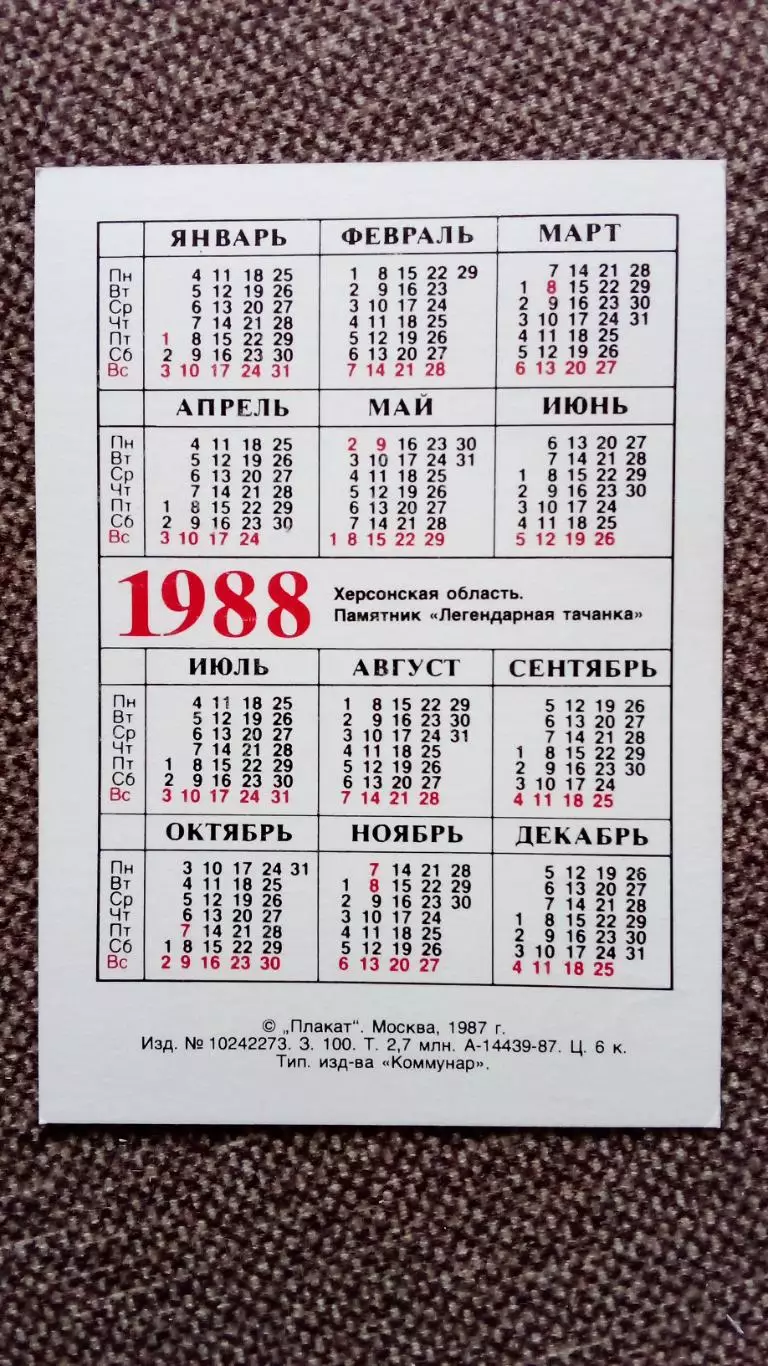 ЯНВАРЬ ФЕВРАЛЬ МАРТ
Пн 4 11 18 25 1 8 15 22 29 7 14 21 28
Вт 5 12 19 26 2 9 16 23 1 8 15 22 29
Ср 6 13 20 27 3 10 17 24 2 9 16 23 30
Чт 7 14 21 28 4 11 18 25 3 10 17 24 31
Пт 1 8 15 22 29 5 12 19 26 4 11 18 25
Сб 2 9 16 23 30 6 13 20 27 5 12 19 26
Вс 3 10 17 24 31 7 14 21 28 6 13 20 27
АПРЕЛЬ МАЙ ИЮНЬ
Пн 4 11 18 25 2 9 16 23 30 6 13 20 27
Вт 5 12 19 26 3 10 17 24 31 7 14 21 28
Ср 6 13 20 27 4 11 18 25 1 8 15 22 29
Чт 7 14 21 28 5 12 19 26 2 9 16 23 30
Пт 1 8 15 22 29 6 13 20 27 3 10 17 24
Сб 2 9 16 23 30 7 14 21 28 4 11 18 25
Вс 3 10 17 24 1 8 15 22 29 5 12 19 26
1988
Херсонская область.
Памятник «Легендарная тачанка»
ИЮЛЬ АВГУСТ СЕНТЯБРЬ
Пн 4 11 18 25 1 8 15 22 29 5 12 19 26
Вт 5 12 19 26 2 9 16 23 30 6 13 20 27
Ср 6 13 20 27 3 10 17 24 31 7 14 21 28
Чт 7 14 21 28 4 11 18 25 1 8 15 22 29
Пт 1 8 15 22 29 5 12 19 26 2 9 16 23 30
Сб 2 9 16 23 30 6 13 20 27 3 10 17 24
Вс 3 10 17 24 31 7 14 21 28 4 11 18 25
ОКТЯБРЬ НОЯБРЬ ДЕКАБРЬ
Пн 3 10 17 24 31 7 14 21 28 5 12 19 26
Вт 4 11 18 25 1 8 15 22 29 6 13 20 27
Ср 5 12 19 26 2 9 16 23 30 7 14 21 28
Чт 6 13 20 27 3 10 17 24 1 8 15 22 29
Пт 7 14 21 28 4 11 18 25 2 9 16 23 30
Сб 1 8 15 22 29 5 12 19 26 3 10 17 24 31
Вс 2 9 16 23 30 6 13 20 27 4 11 18 25
© „Плакат“. Москва, 1987 г.
Изд. № 10242273. З. 100. Т. 2,7 млн. А-14439-87. Ц. 6 к.
Тип. изд-ва «Коммунар».